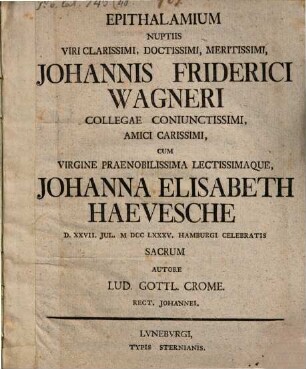 EPITHALAMIUM
NUPTIIS
VIRI CLARISSIMI, DOCTISSIMI, MERITISSIMI,
JOHANNIS FRIDERICI
WAGNERI
COLLEGAE CONIUNCTISSIMI,
AMICI CARISSIMI,
CUM
VIRGINE PRAENOBILISSIMA LECTISSIMAQUE,
JOHANNA ELISABETH
HAEVESCHE
D. XXVII. JUL. M DCC LXXXV. HAMBURGI CELEBRATIS
SACRUM
AUTORE
LUD. GOTTL. CROME.
RECT. JOHANNEI.
LVNEBVRGI,
TYPIS STERNIANIS.